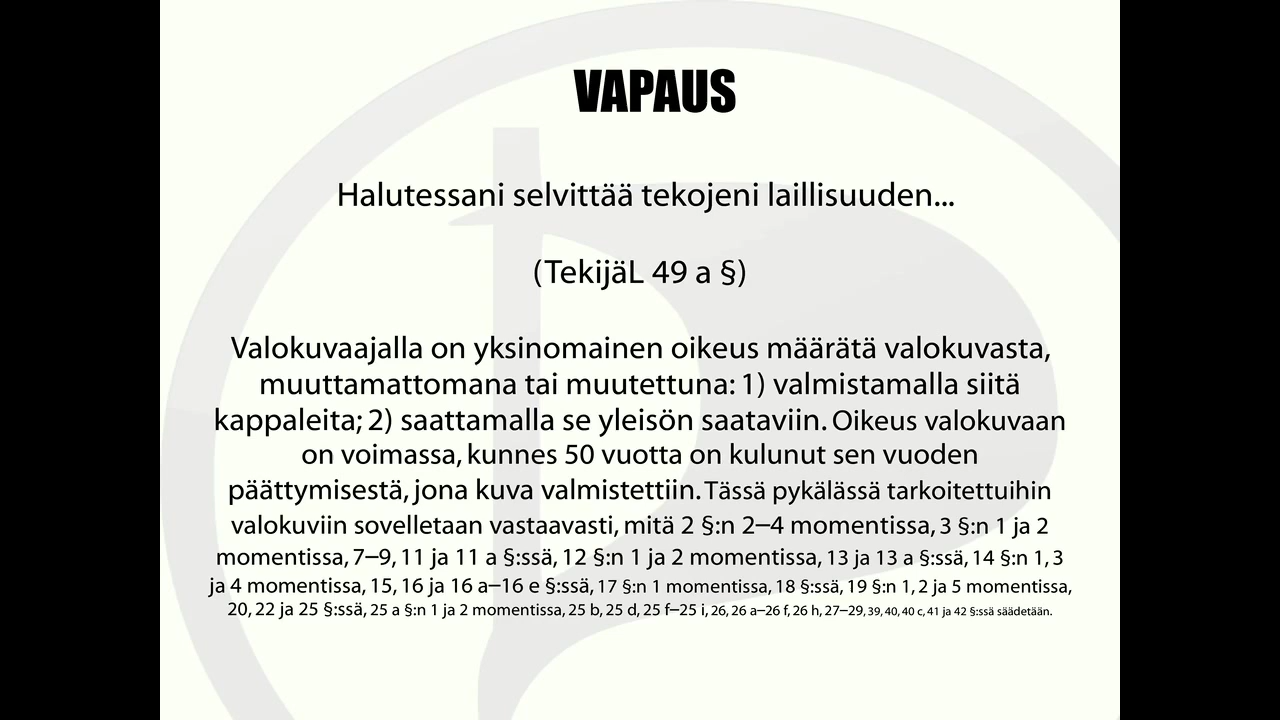 VAPAUS
Halutessani selvittää tekojeni laillisuuden...
(TekijäL 49 a §)
Valokuvaajalla on yksinomainen oikeus määrätä valokuvasta,
muuttamattomana tai muutettuna: 1) valmistamalla siitä
kappaleita; 2) saattamalla se yleisön saataviin. Oikeus valokuvaan
on voimassa, kunnes 50 vuotta on kulunut sen vuoden
päättymisestä, jona kuva valmistettiin. Tässä pykälässä tarkoitettuihin
valokuviin sovelletaan vastaavasti, mitä 2 §:n 2–4 momentissa, 3 §:n 1 ja 2
momentissa, 7–9, 11 ja 11 a §:ssä, 12 §:n 1 ja 2 momentissa, 13 ja 13 a §:ssä, 14 §:n 1, 3
ja 4 momentissa, 15, 16 ja 16 a–16 e §:ssä, 17 §:n 1 momentissa, 18 §:ssä, 19 §:n 1, 2 ja 5 momentissa,
20, 22 ja 25 §:ssä, 25 a §:n 1 ja 2 momentissa, 25 b, 25 d, 25 f–25 i, 26, 26 a–26 f, 26 h, 27–29, 39, 40, 40 c, 41 ja 42 §:ssä säädetään.